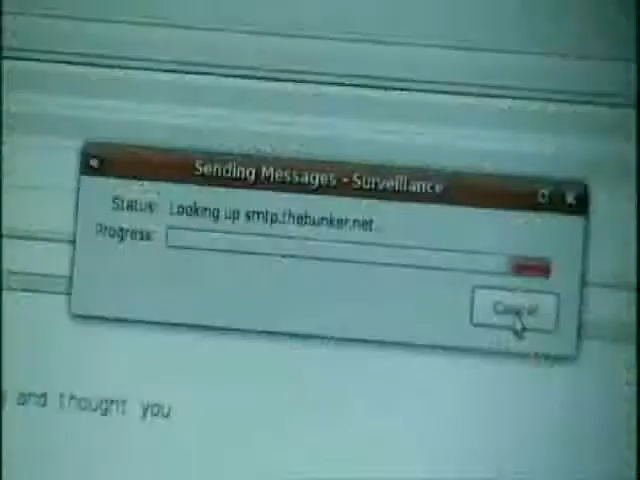 Sending Messages - Surveillance
Status: Looking up smtp.thebunker.net...
Progress:
Cancel
and thought you